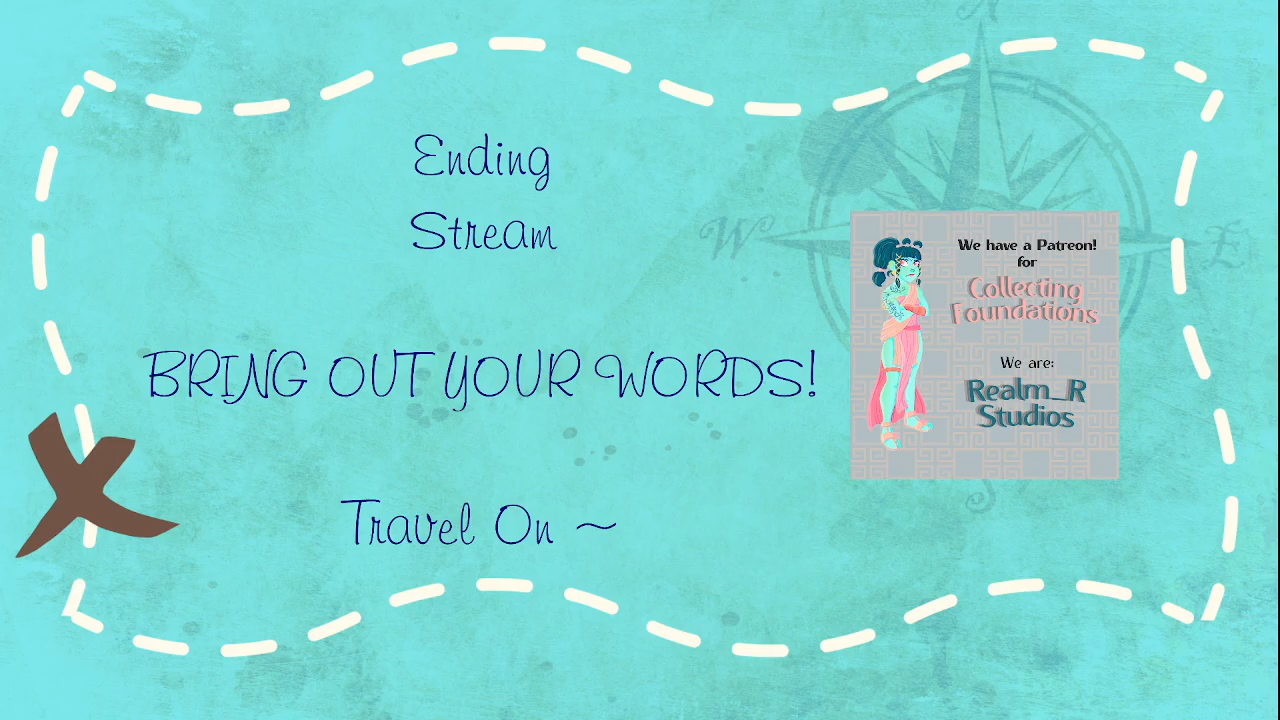 Ending
Stream
BRING OUT YOUR WORDS!
Travel On ~
N
W
E
S
We have a Patreon!
for
Collecting
Foundations
We are:
Realm_R
Studios